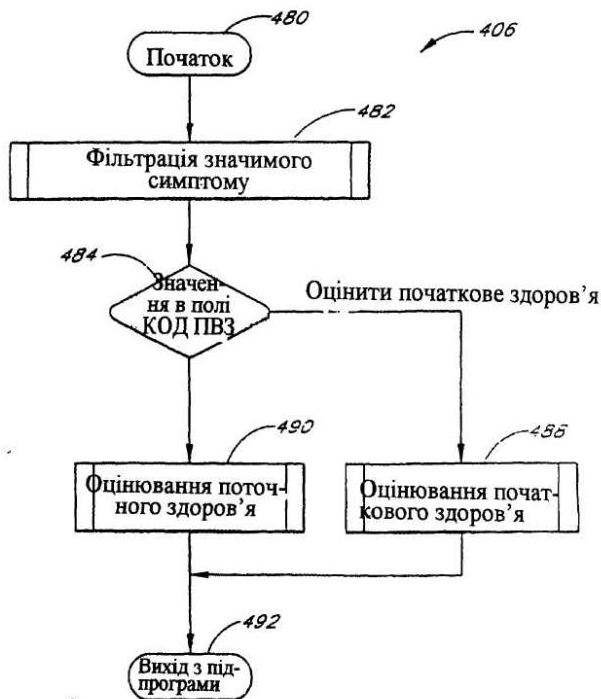 480
406
Початок
482
Фільтрація значимого
симптому
484
Значен-
ня в полі
КОД ПВЗ
Оцінити початкове здоров'я
490
488
Оцінювання поточ-
ного здоров'я
Оцінювання почат-
кового здоров'я
492
Вихід з під-
програми